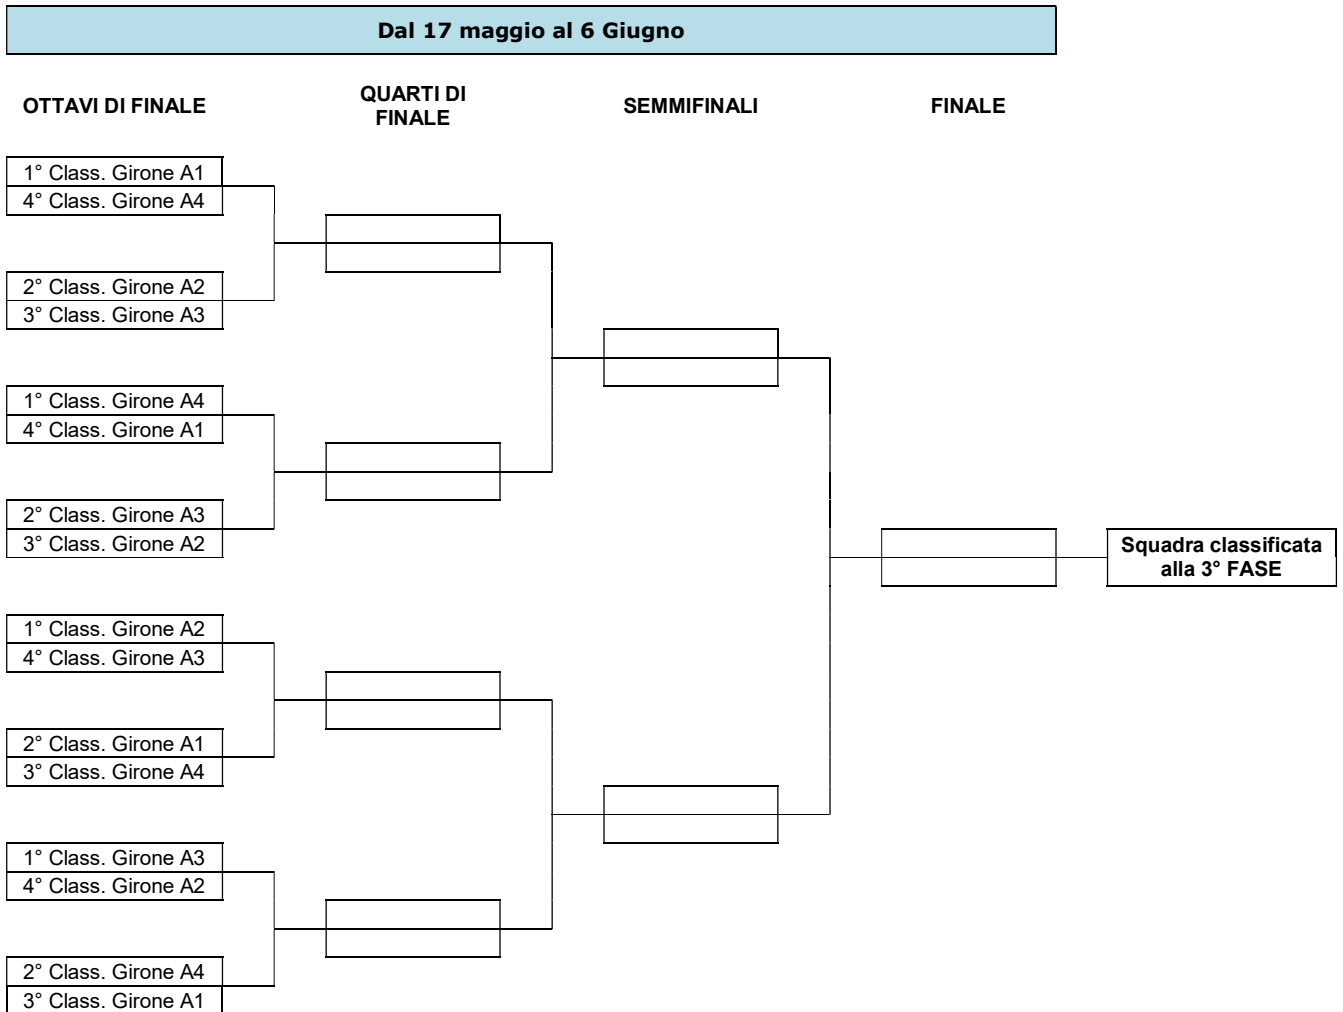 Dal 17 maggio al 6 Giugno
OTTAVI DI FINALE
QUARTI DI
FINALE
SEMMIFINALI
FINALE
1° Class. Girone A1
4° Class. Girone A4
2° Class. Girone A2
3° Class. Girone A3
1° Class. Girone A4
4° Class. Girone A1
2° Class. Girone A3
3° Class. Girone A2
Squadra classificata
alla 3° FASE
1° Class. Girone A2
4° Class. Girone A3
2° Class. Girone A1
3° Class. Girone A4
1° Class. Girone A3
4° Class. Girone A2
2° Class. Girone A4
3° Class. Girone A1